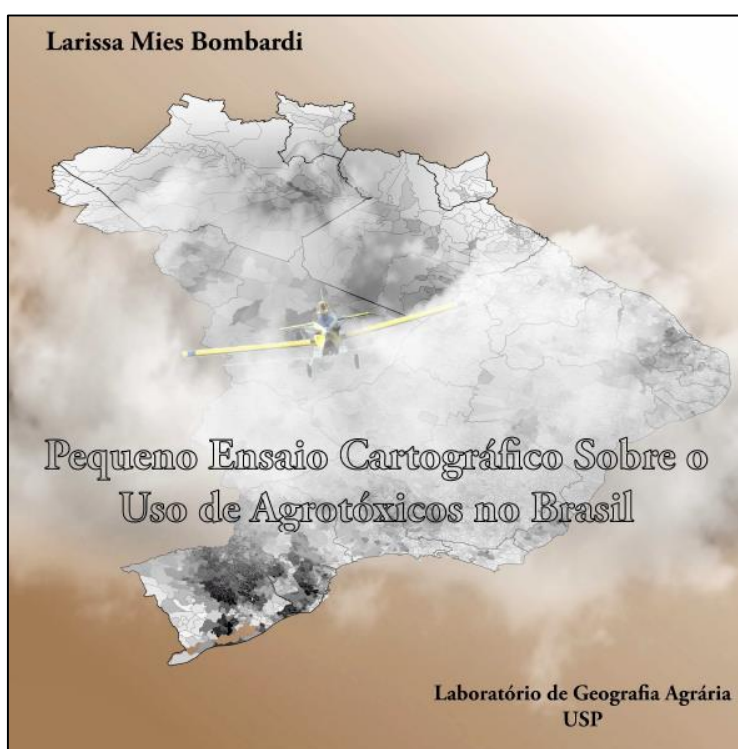 Larissa Mies Bombardi
Pequeno Ensaio Cartográfico Sobre o
Uso de Agrotóxicos no Brasil
Laboratório de Geografia Agrária
USP